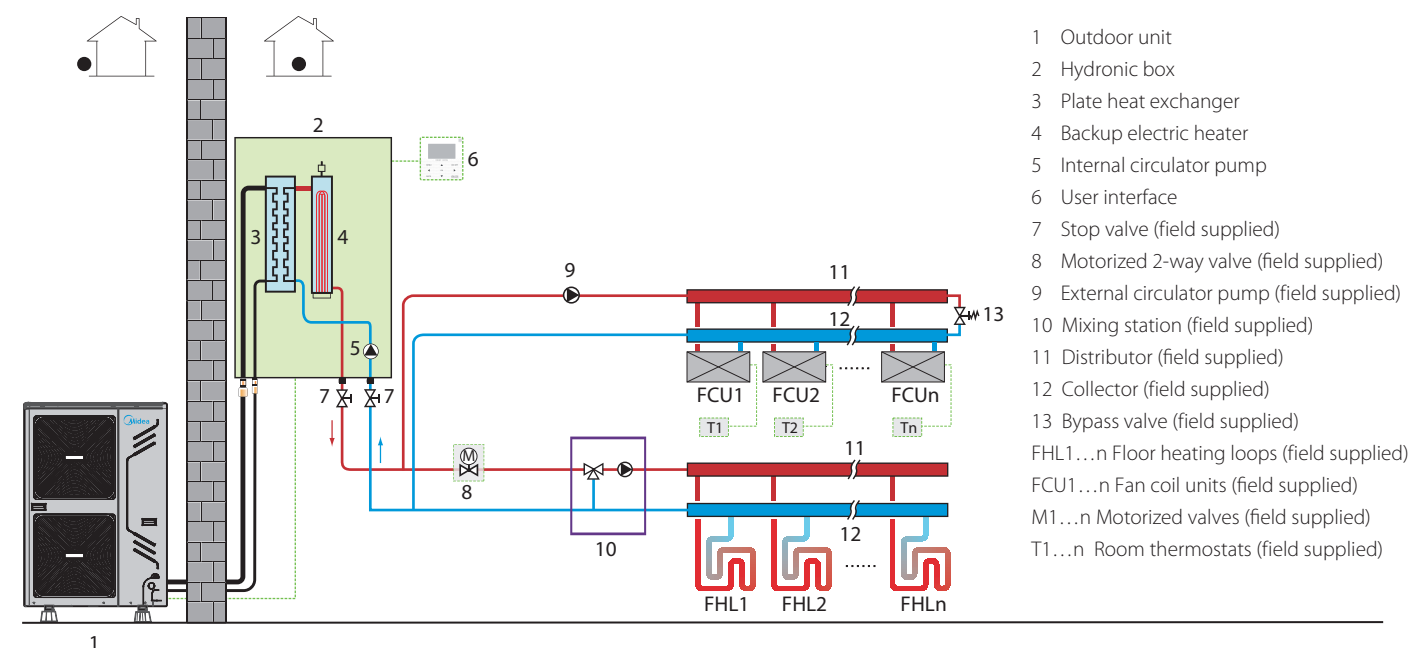 2
6
3
4
5
7
7
9
11
12
13
FCU1
FCU2
......
FCUn
T1
T2
Tn
M
8
10
11
12
......
FHL1
FHL2
FHLn
Midea
1
1 Outdoor unit
2 Hydronic box
3 Plate heat exchanger
4 Backup electric heater
5 Internal circulator pump
6 User interface
7 Stop valve (field supplied)
8 Motorized 2-way valve (field supplied)
9 External circulator pump (field supplied)
10 Mixing station (field supplied)
11 Distributor (field supplied)
12 Collector (field supplied)
13 Bypass valve (field supplied)
FHL1…n Floor heating loops (field supplied)
FCU1…n Fan coil units (field supplied)
M1…n Motorized valves (field supplied)
T1…n Room thermostats (field supplied)